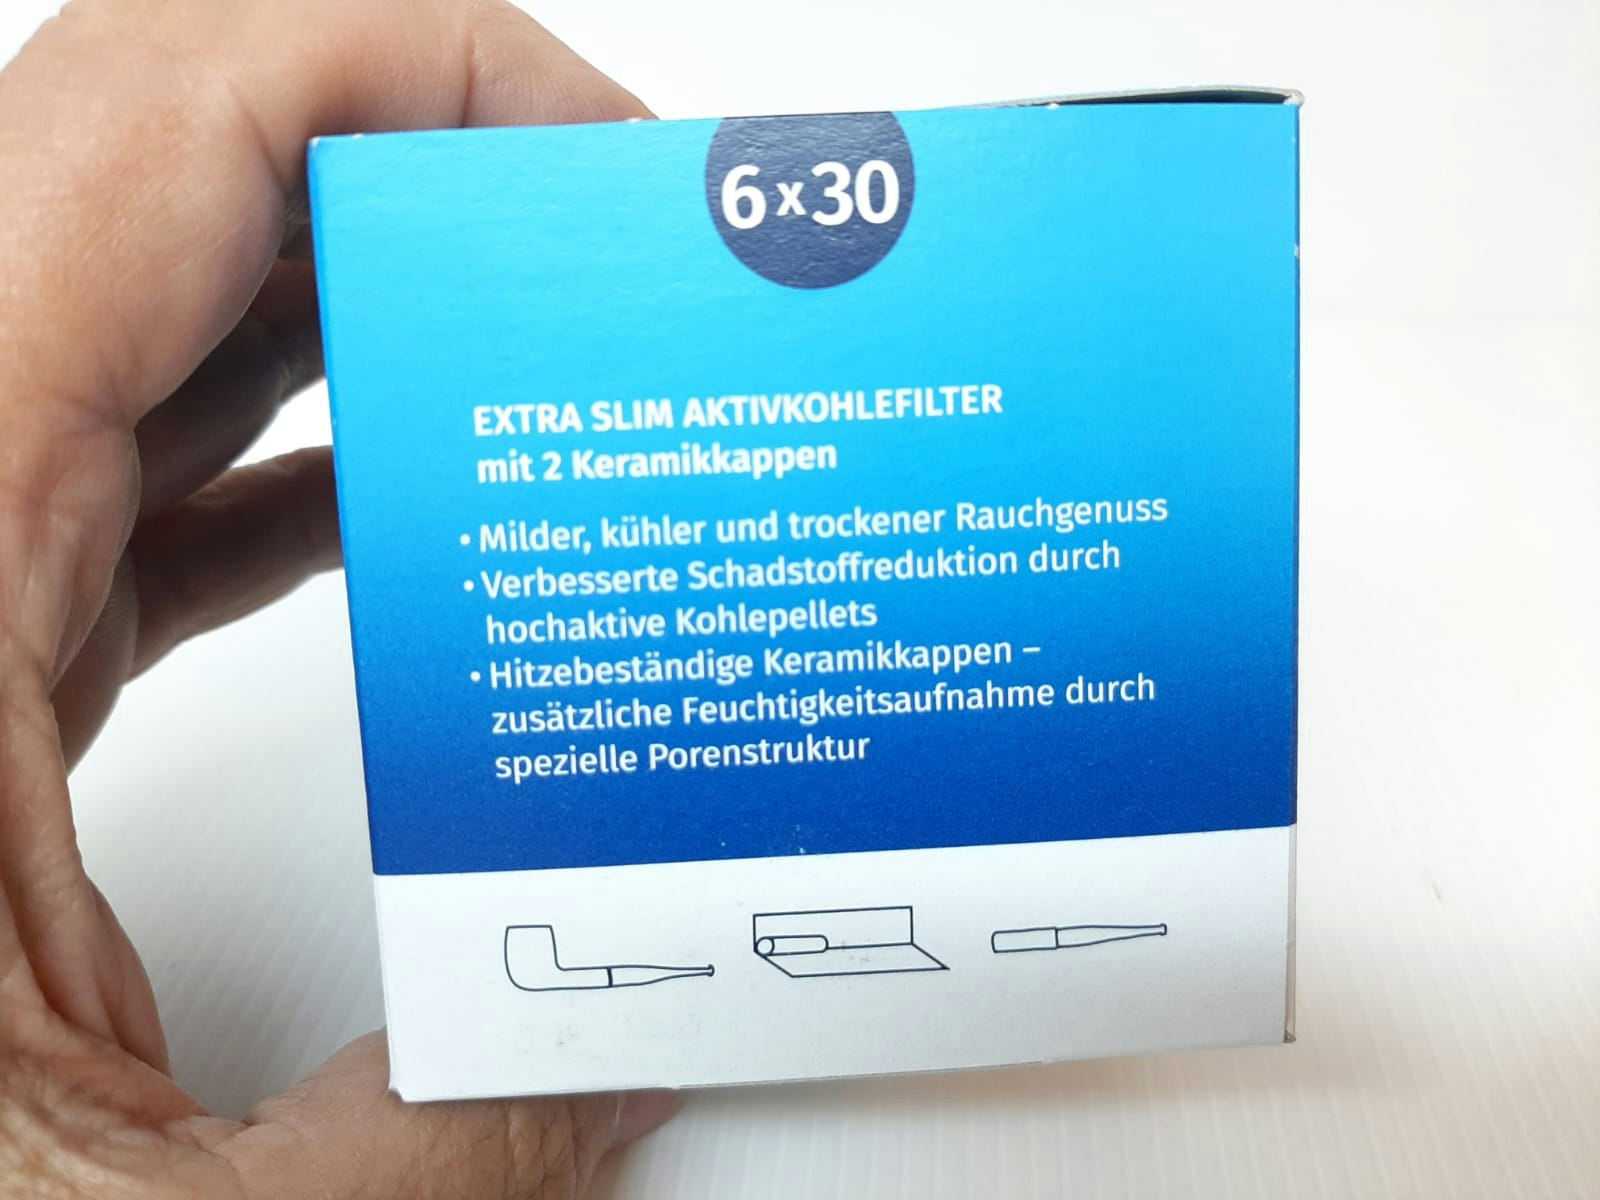 6x30
EXTRA SLIM AKTIVKOHLEFILTER
mit 2 Keramikkappen
• Milder, kühler und trockener Rauchgenuss
• Verbesserte Schadstoffreduktion durch
hochaktive Kohlepellets
• Hitzebeständige Keramikkappen –
zusätzliche Feuchtigkeitsaufnahme durch
spezielle Porenstruktur